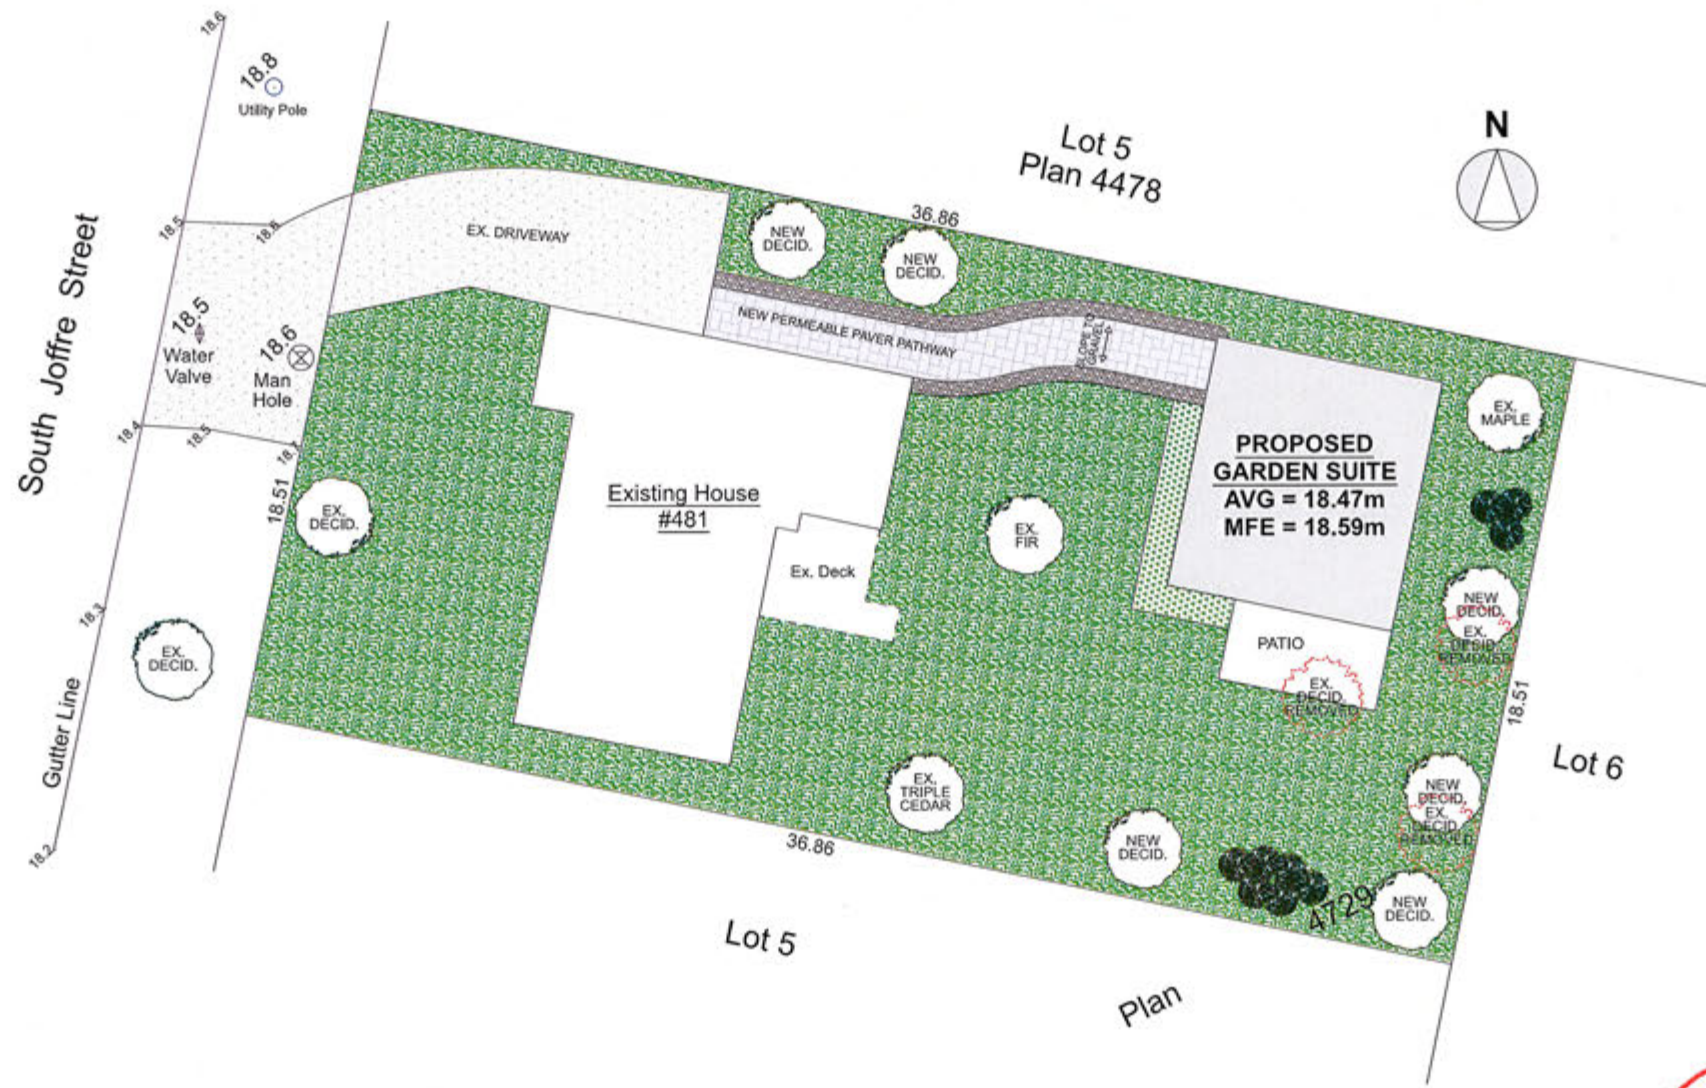 18.6
18.8
Utility Pole
Lot 5
Plan 4478
N
36.86
18.5
18.6
EX. DRIVEWAY
NEW
DECID.
NEW
DECID.
South Joffre Street
18.5
Water
Valve
18.6
Man
Hole
NEW PERMEABLE PAVER PATHWAY
SLOPE TO
GRAVEL
EX.
MAPLE
18.4
18.5
18.7
18.51
EX.
DECID.
Existing House
#481
Ex. Deck
EX.
FIR
PROPOSED
GARDEN SUITE
AVG = 18.47m
MFE = 18.59m
NEW
DECID.
EX.
DECID.
REMOVED
18.3
EX.
DECID.
PATIO
EX.
DECID.
REMOVED
18.51
Gutter Line
18.2
EX.
TRIPLE
CEDAR
36.86
NEW
DECID.
NEW
DECID.
EX.
DECID.
REMOVED
Lot 6
4729
NEW
DECID.
Lot 5
Plan